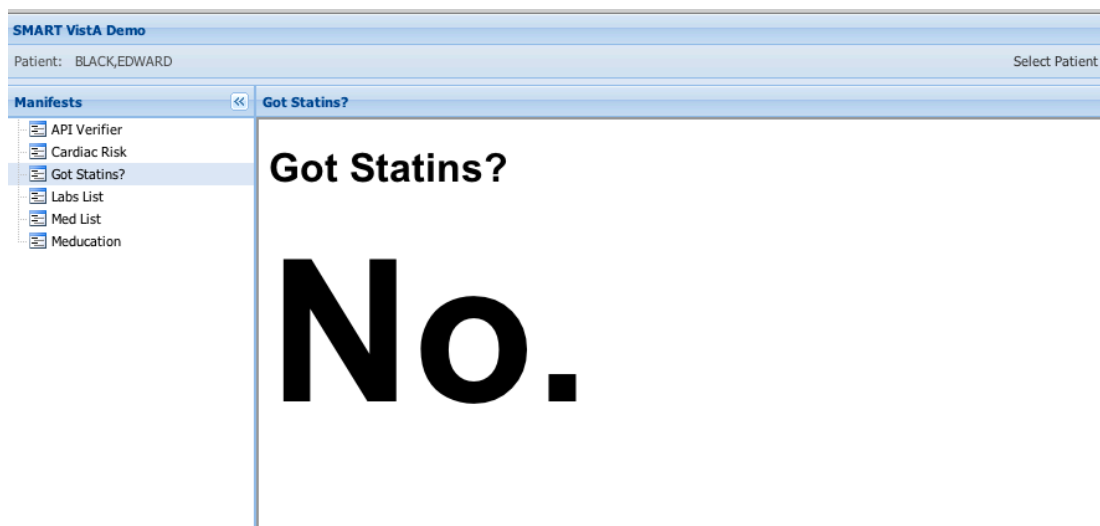 SMART VistA Demo
Patient: BLACK,EDWARD Select Patient
Manifests Got Statins?
API Verifier
Cardiac Risk
Got Statins?
Labs List
Med List
Meducation
Got Statins?
No.